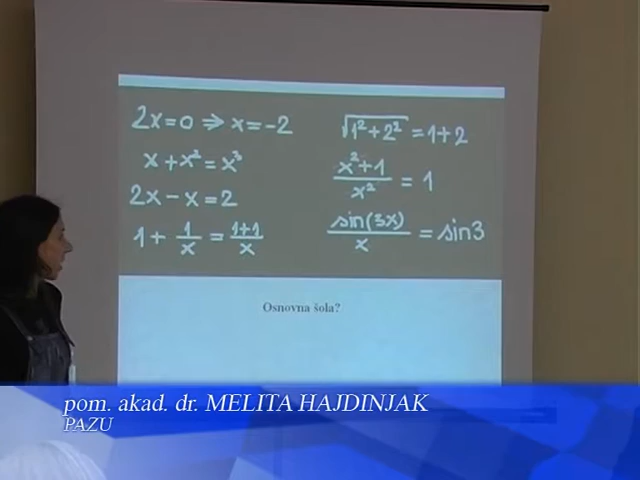 2x=0 ⇒ x=-2
x+x²=x³
2x-x=2
1+ 1/x = 1+1/x
√1²+2² = 1+2
x²+1/x² = 1
sin(3x)/x = sin3
Osnovna šola?
pom. akad. dr. MELITA HAJDINJAK
PAZU